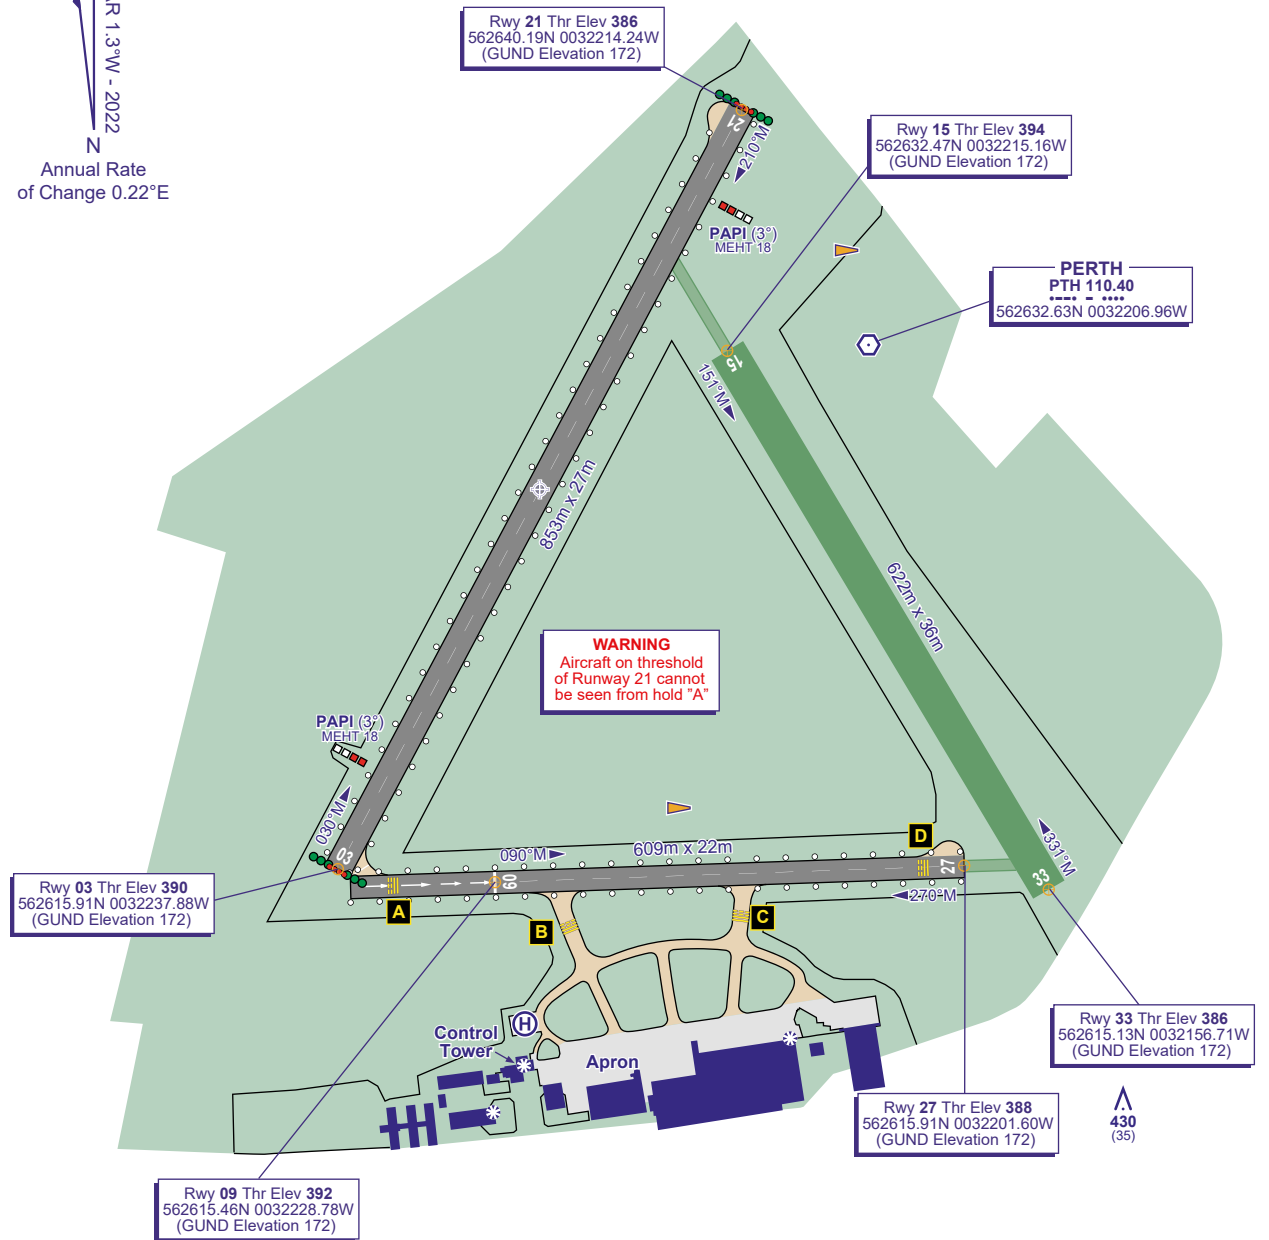 AR 1.3°W - 2022
N
Annual Rate
of Change 0.22°E
Rwy 21 Thr Elev 386
562640.19N 0032214.24W
(GUND Elevation 172)
Rwy 15 Thr Elev 394
562632.47N 0032215.16W
(GUND Elevation 172)
21
210°M
PAPI (3°)
MEHT 18
PERTH
PTH 110.40
562632.63N 0032206.96W
15
151°M
853m x 27m
622m x 36m
WARNING
Aircraft on threshold
of Runway 21 cannot
be seen from hold "A"
PAPI (3°)
MEHT 18
030°M
03
090°M
609m x 22m
D
331°M
33
27
09
270°M
A
B
C
Rwy 03 Thr Elev 390
562615.91N 0032237.88W
(GUND Elevation 172)
H
Control
Tower
Apron
Rwy 33 Thr Elev 386
562615.13N 0032156.71W
(GUND Elevation 172)
Rwy 27 Thr Elev 388
562615.91N 0032201.60W
(GUND Elevation 172)
430
(35)
Rwy 09 Thr Elev 392
562615.46N 0032228.78W
(GUND Elevation 172)